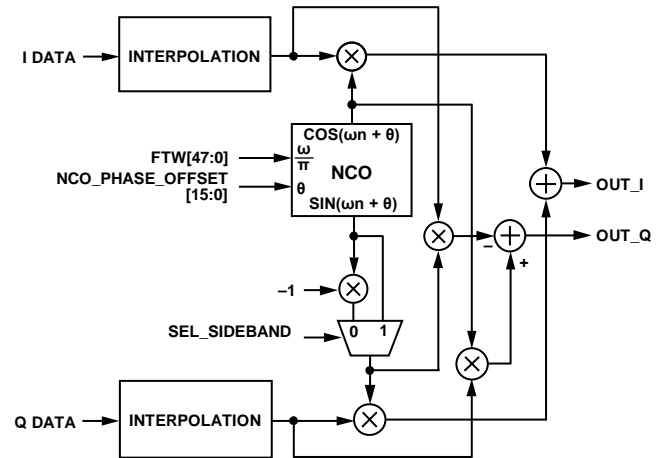 I DATA
INTERPOLATION
COS(ωn + θ)
FTW[47:0]
ω
π
NCO
NCO_PHASE_OFFSET
[15:0]
θ
SIN(ωn + θ)
OUT_I
OUT_Q
–
+
–1
0 1
SEL_SIDEBAND
Q DATA
INTERPOLATION